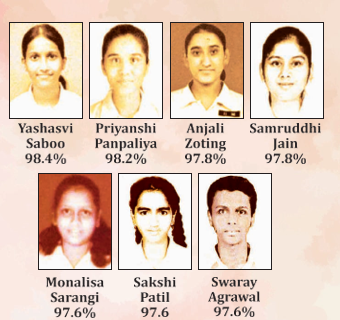 Yashasvi Priyanshi Anjali Samruddhi
Saboo Panpaliya Zoting Jain
98.4% 98.2% 97.8% 97.8%
Monalisa Sakshi Swaray
Sarangi Patil Agrawal
97.6% 97.6 97.6%